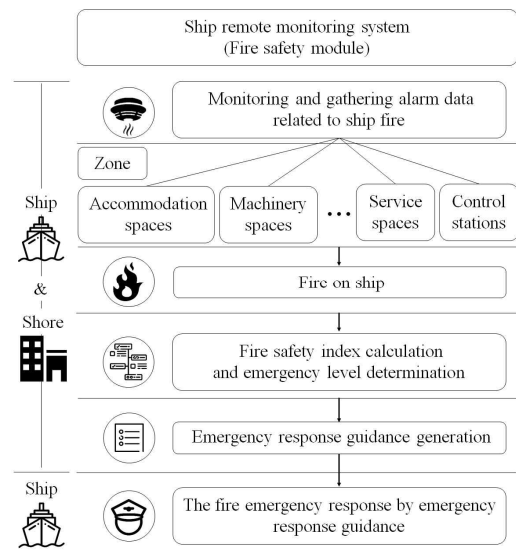 Ship remote monitoring system
(Fire safety module)
Monitoring and gathering alarm data
related to ship fire
Zone
Accommodation
spaces
Machinery
spaces
...
Service
spaces
Control
stations
Ship
&
Shore
Fire on ship
Fire safety index calculation
and emergency level determination
Emergency response guidance generation
Ship
The fire emergency response by emergency
response guidance